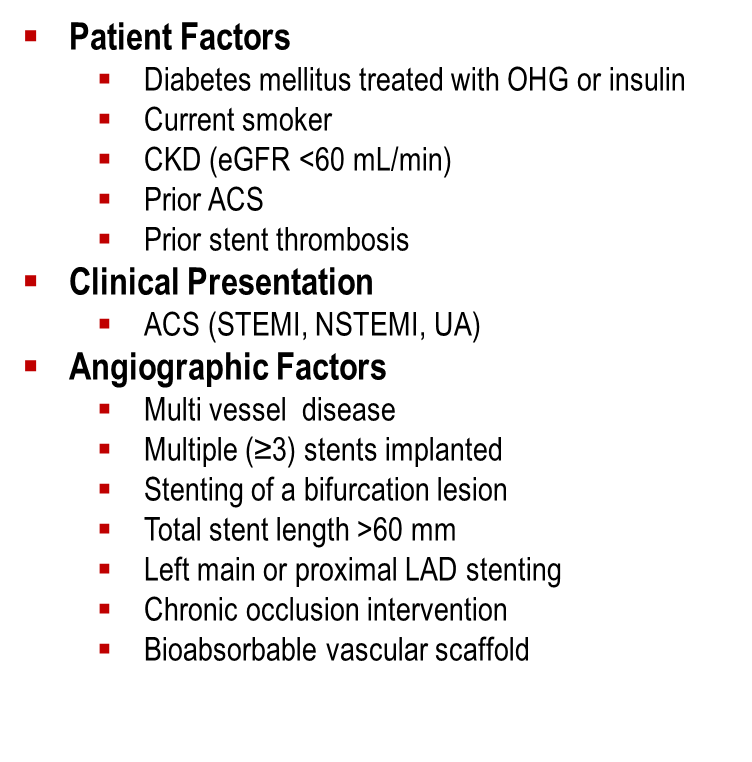 ▪ Patient Factors
▪ Diabetes mellitus treated with OHG or insulin
▪ Current smoker
▪ CKD (eGFR <60 mL/min)
▪ Prior ACS
▪ Prior stent thrombosis
▪ Clinical Presentation
▪ ACS (STEMI, NSTEMI, UA)
▪ Angiographic Factors
▪ Multi vessel  disease
▪ Multiple (≥3) stents implanted
▪ Stenting of a bifurcation lesion
▪ Total stent length >60 mm
▪ Left main or proximal LAD stenting
▪ Chronic occlusion intervention
▪ Bioabsorbable vascular scaffold